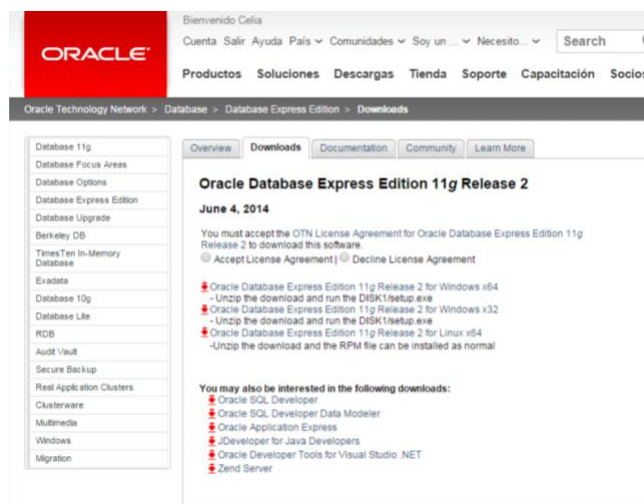 Bienvenido Celia
ORACLE
Cuenta Salir Ayuda País Comunidades Soy un ... Necesito... Search
Productos Soluciones Descargas Tienda Soporte Capacitación Socios
Oracle Technology Network > Database > Database Express Edition > Downloads
Database 11g
Database Focus Areas
Database Options
Database Express Edition
Database Upgrade
Berkeley DB
TimesTen In-Memory
Database
Exadata
Database 10g
Database Lite
RDB
Audit Vault
Secure Backup
Real Application Clusters
Clusterware
Multimedia
Windows
Migration
Overview Downloads Documentation Community Learn More
Oracle Database Express Edition 11g Release 2
June 4, 2014
You must accept the OTN License Agreement for Oracle Database Express Edition 11g
Release 2 to download this software.
Accept License Agreement | Decline License Agreement
Oracle Database Express Edition 11g Release 2 for Windows x64
- Unzip the download and run the DISK1/setup.exe
Oracle Database Express Edition 11g Release 2 for Windows x32
- Unzip the download and run the DISK1/setup.exe
Oracle Database Express Edition 11g Release 2 for Linux x64
-Unzip the download and the RPM file can be installed as normal
You may also be interested in the following downloads:
Oracle SQL Developer
Oracle SQL Developer Data Modeler
Oracle Application Express
JDeveloper for Java Developers
Oracle Developer Tools for Visual Studio .NET
Zend Server